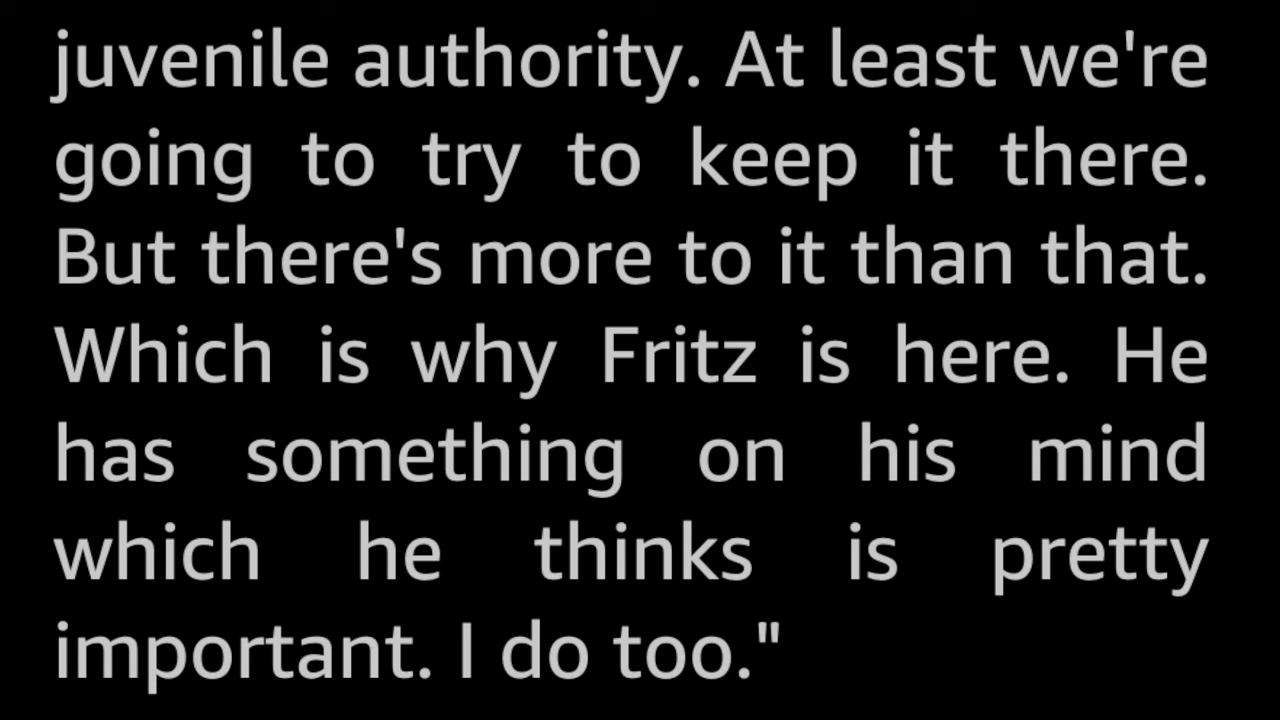 juvenile authority. At least we're
going to try to keep it there.
But there's more to it than that.
Which is why Fritz is here. He
has something on his mind
which he thinks is pretty
important. I do too."